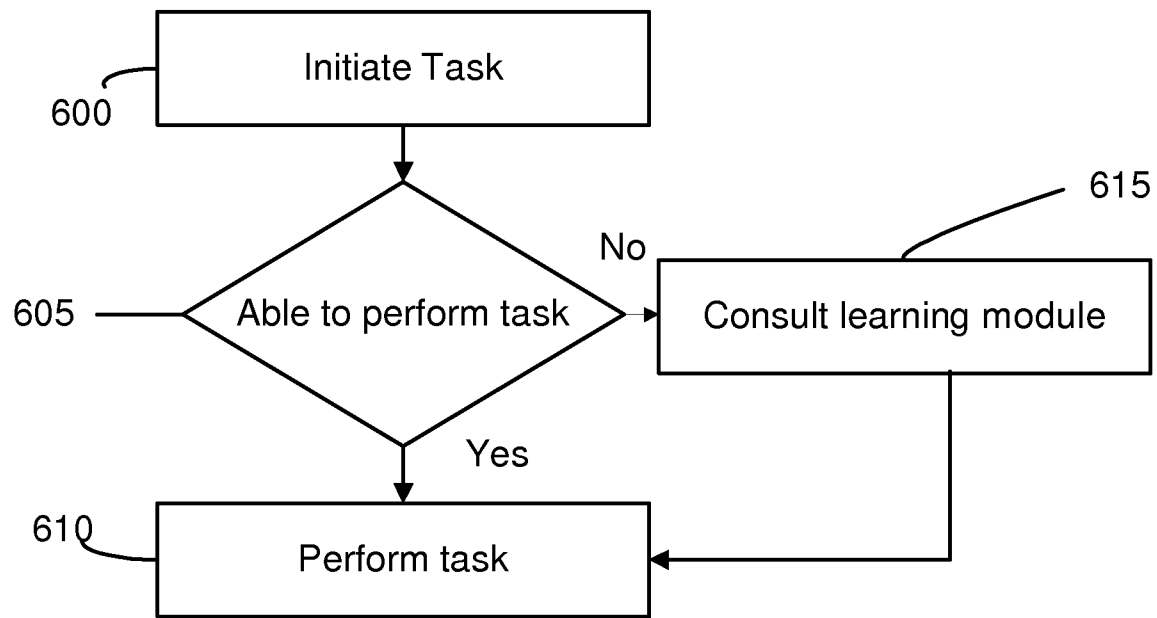 Initiate Task
600
615
No
605
Able to perform task
Consult learning module
Yes
610
Perform task